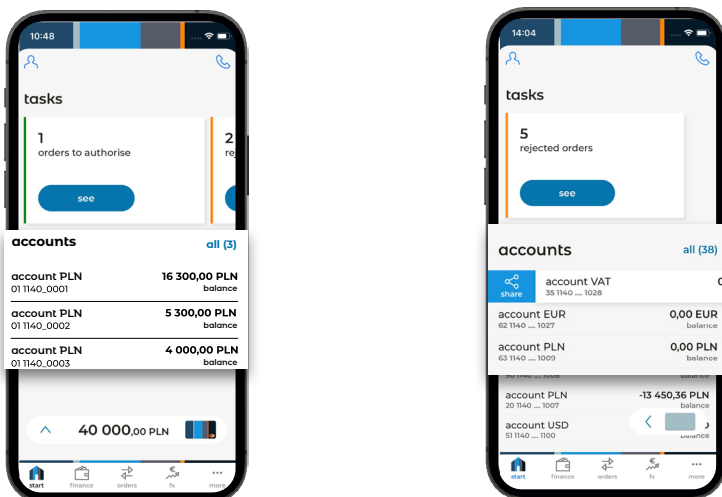 10:48
tasks
1
orders to authorise
see
2
accounts
all (3)
account PLN
16 300,00 PLN
01 1140_0001
balance
account PLN
5 300,00 PLN
01 1140_0002
balance
account PLN
4 000,00 PLN
01 1140_0003
balance
40 000,00 PLN
start
finance
orders
fx
more
14:04
tasks
5
rejected orders
see
accounts
all (38)
share
account VAT
35 1140 .... 1028
account EUR
0,00 EUR
62 1140 .... 1027
balance
account PLN
0,00 PLN
63 1140 .... 1009
balance
account PLN
-13 450,36 PLN
20 1140 .... 1007
balance
account USD
51 1140 .... 1100
balance
start
finance
orders
fx
more